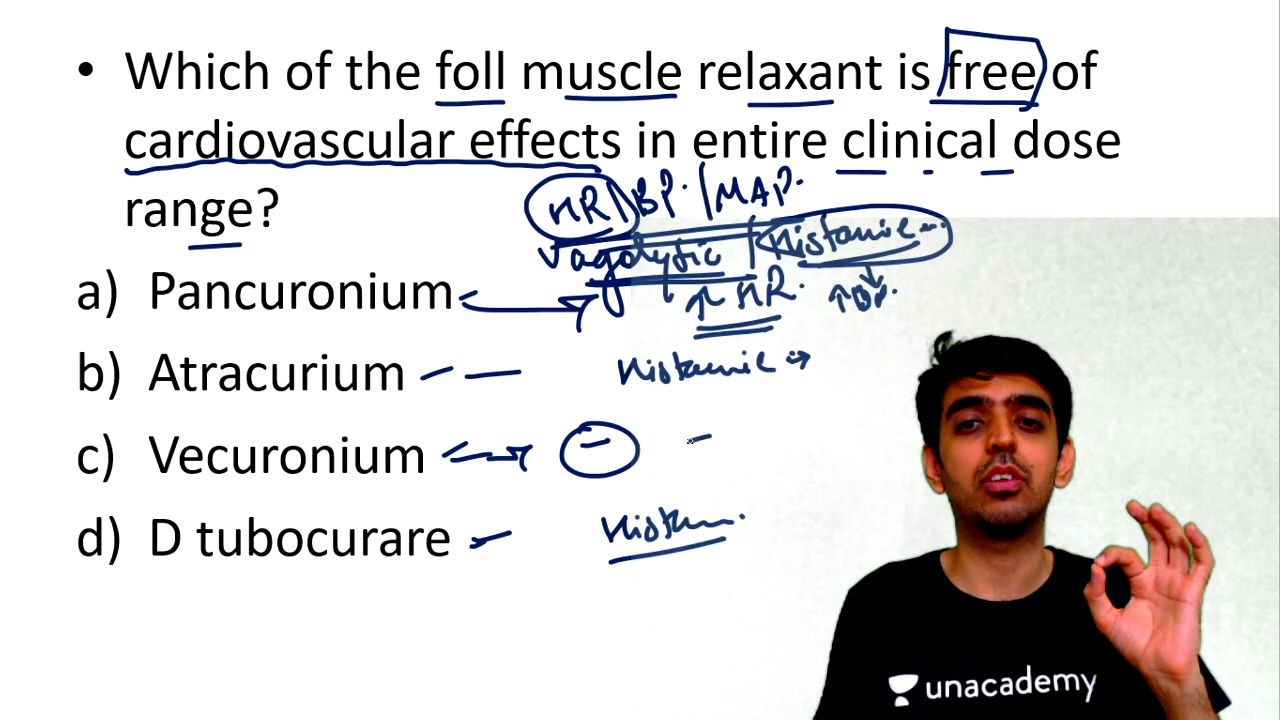 • Which of the foll muscle relaxant is free of
cardiovascular effects in entire clinical dose
range?
HR/BP./MAP.
Vagolytic / Histamine
↑ HR. ↑BP.
a) Pancuronium
b) Atracurium
Histamine →
c) Vecuronium
d) D tubocurare
unacademy